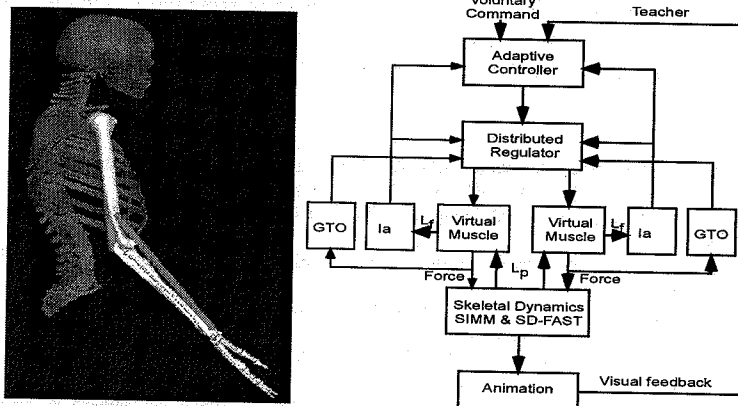 Voluntary
Command
Teacher
Adaptive
Controller
Distributed
Regulator
GTO
Ia
Lf
Virtual
Muscle
Virtual
Muscle
Lf
Ia
GTO
Force
Lp
Force
Skeletal Dynamics
SIMM & SD-FAST
Animation
Visual feedback